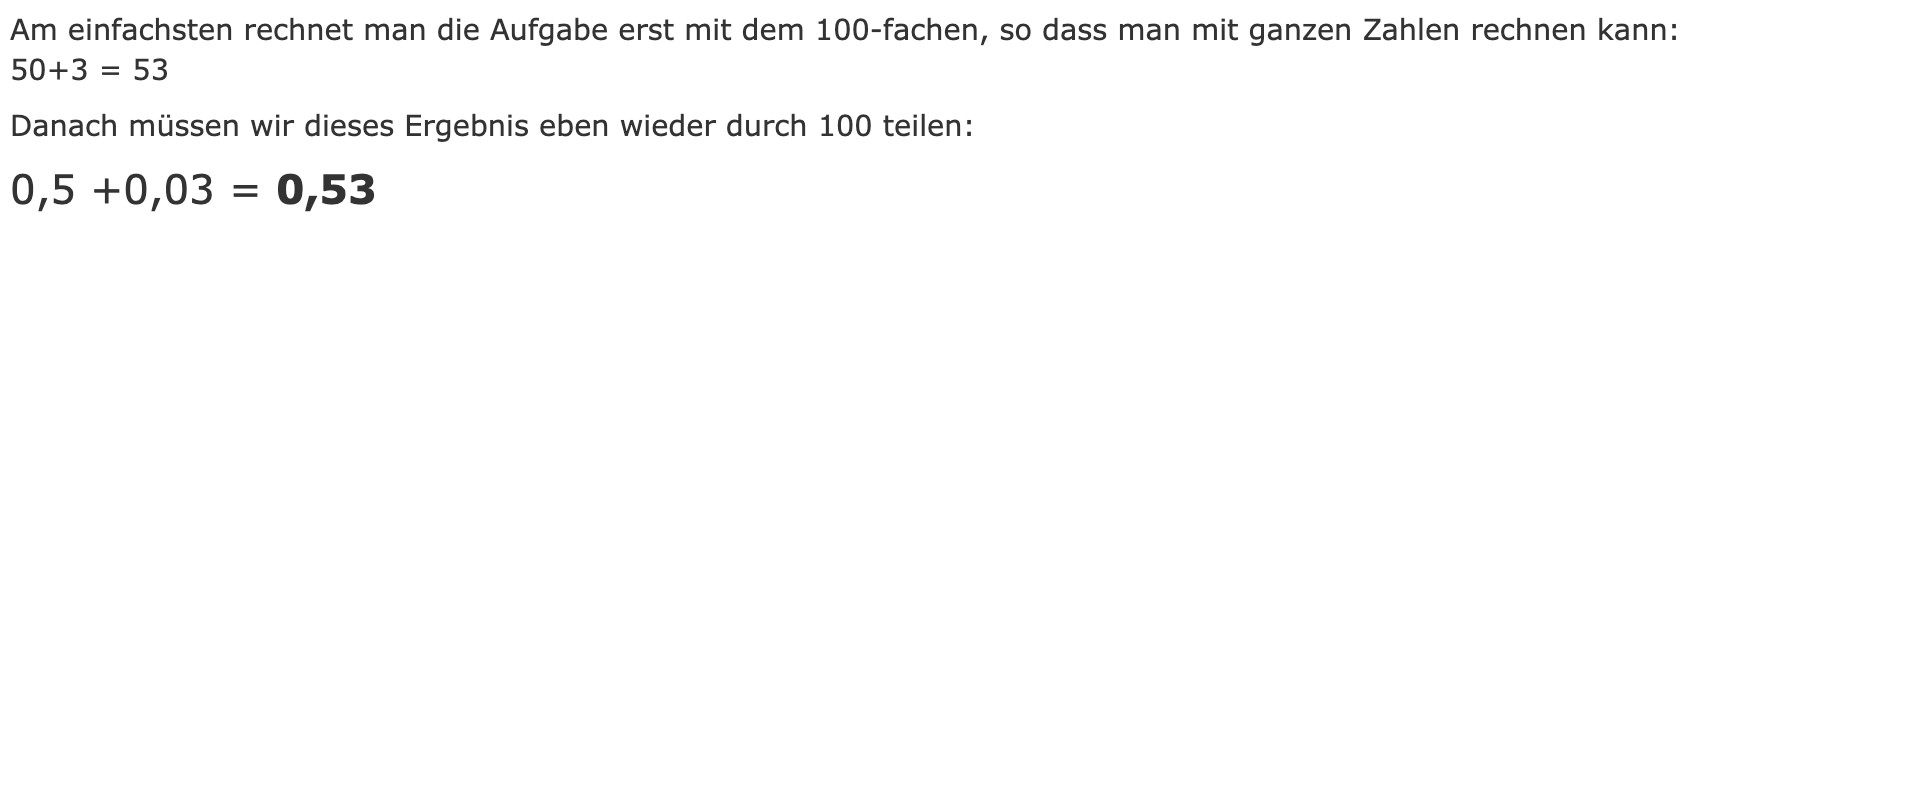 Am einfachsten rechnet man die Aufgabe erst mit dem 100-fachen, so dass man mit ganzen Zahlen rechnen kann:
50+3 = 53
Danach müssen wir dieses Ergebnis eben wieder durch 100 teilen:
0,5 +0,03 = 0,53